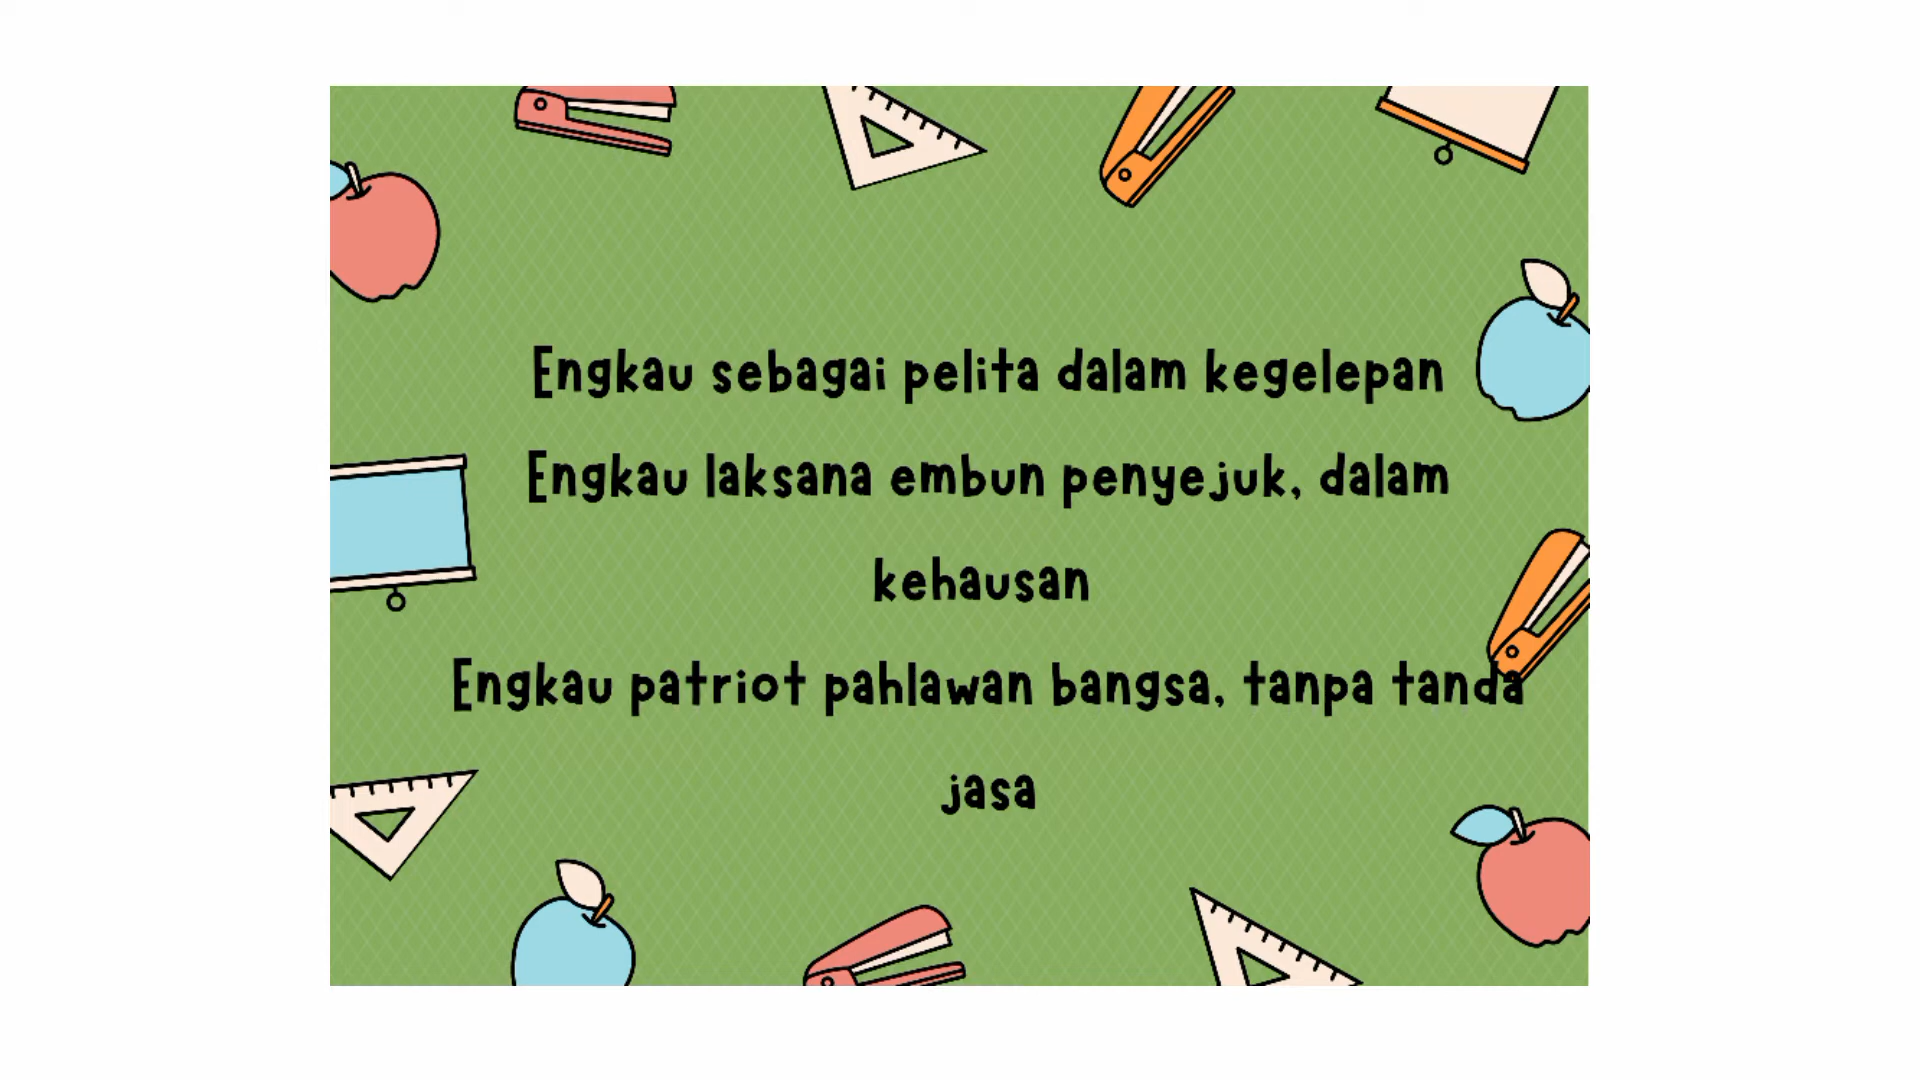 Engkau sebagai pelita dalam kegelepan
Engkau laksana embun penyejuk, dalam
kehausan
Engkau patriot pahlawan bangsa, tanpa tanda
jasa